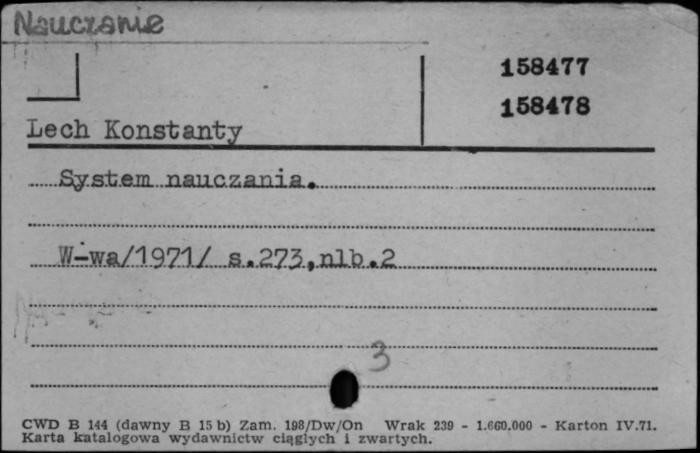 Nauczanie
158477
158478
Lech Konstanty
System nauczania.
W-wa/1971/ s.273,nlb.2
3
CWD B 144 (dawny B 15 b) Zam. 198/Dw/On Wrak 239 - 1.660.000 - Karton IV.71.
Karta katalogowa wydawnictw ciągłych i zwartych.